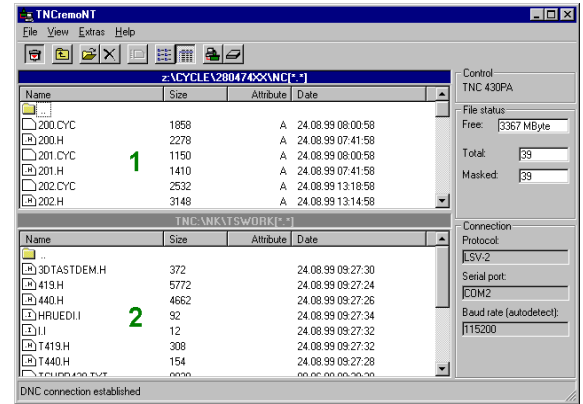 TNCremoNT
File View Extras Help
z:\CYCLE\280474XX\NC[*.*]
Name Size Attribute Date
..
200.CYC 1858 A 24.08.99 08:00:58
200.H 2278 A 24.08.99 07:41:58
201.CYC 1150 A 24.08.99 08:00:58
201.H 1410 A 24.08.99 07:41:58
202.CYC 2532 A 24.08.99 13:18:58
202.H 3148 A 24.08.99 13:14:58
1
TNC:\NK\TSWORK[*.*]
Name Size Attribute Date
..
3DTASTDEM.H 372 24.08.99 09:27:30
419.H 5772 24.08.99 09:27:24
440.H 4662 24.08.99 09:27:26
HRUEDI.I 92 24.08.99 09:27:34
I.I 12 24.08.99 09:27:32
T419.H 308 24.08.99 09:27:32
T440.H 154 24.08.99 09:27:28
2
Control
TNC 430PA
File status
Free: 3367 MByte
Total: 39
Masked: 39
Connection
Protocol:
LSV-2
Serial port:
COM2
Baud rate (autodetect):
115200
DNC connection established